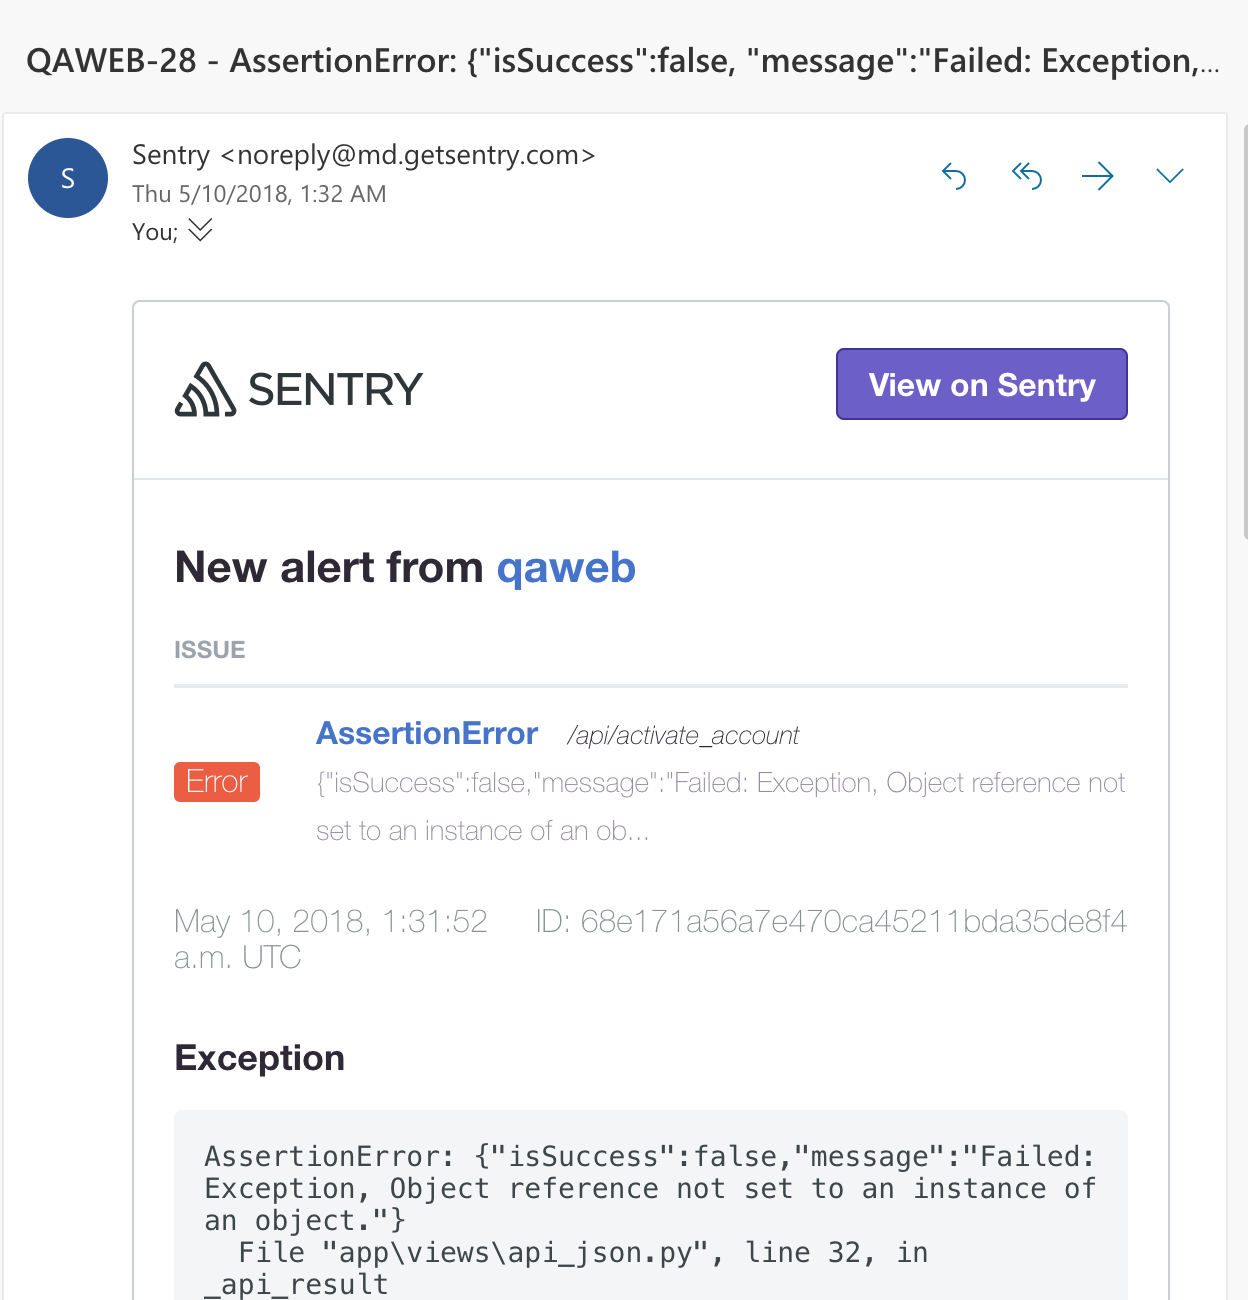 QAWEB-28 - AssertionError: {"isSuccess":false, "message":"Failed: Exception,...
S
Sentry <noreply@md.getsentry.com>
Thu 5/10/2018, 1:32 AM
You;
SENTRY
View on Sentry
New alert from qaweb
ISSUE
AssertionError /api/activate_account
Error
{"isSuccess":false,"message":"Failed: Exception, Object reference not
set to an instance of an ob...
May 10, 2018, 1:31:52
a.m. UTC
ID: 68e171a56a7e470ca45211bda35de8f4
Exception
AssertionError: {"isSuccess":false,"message":"Failed:
Exception, Object reference not set to an instance of
an object."}
File "app\views\api_json.py", line 32, in
_api_result